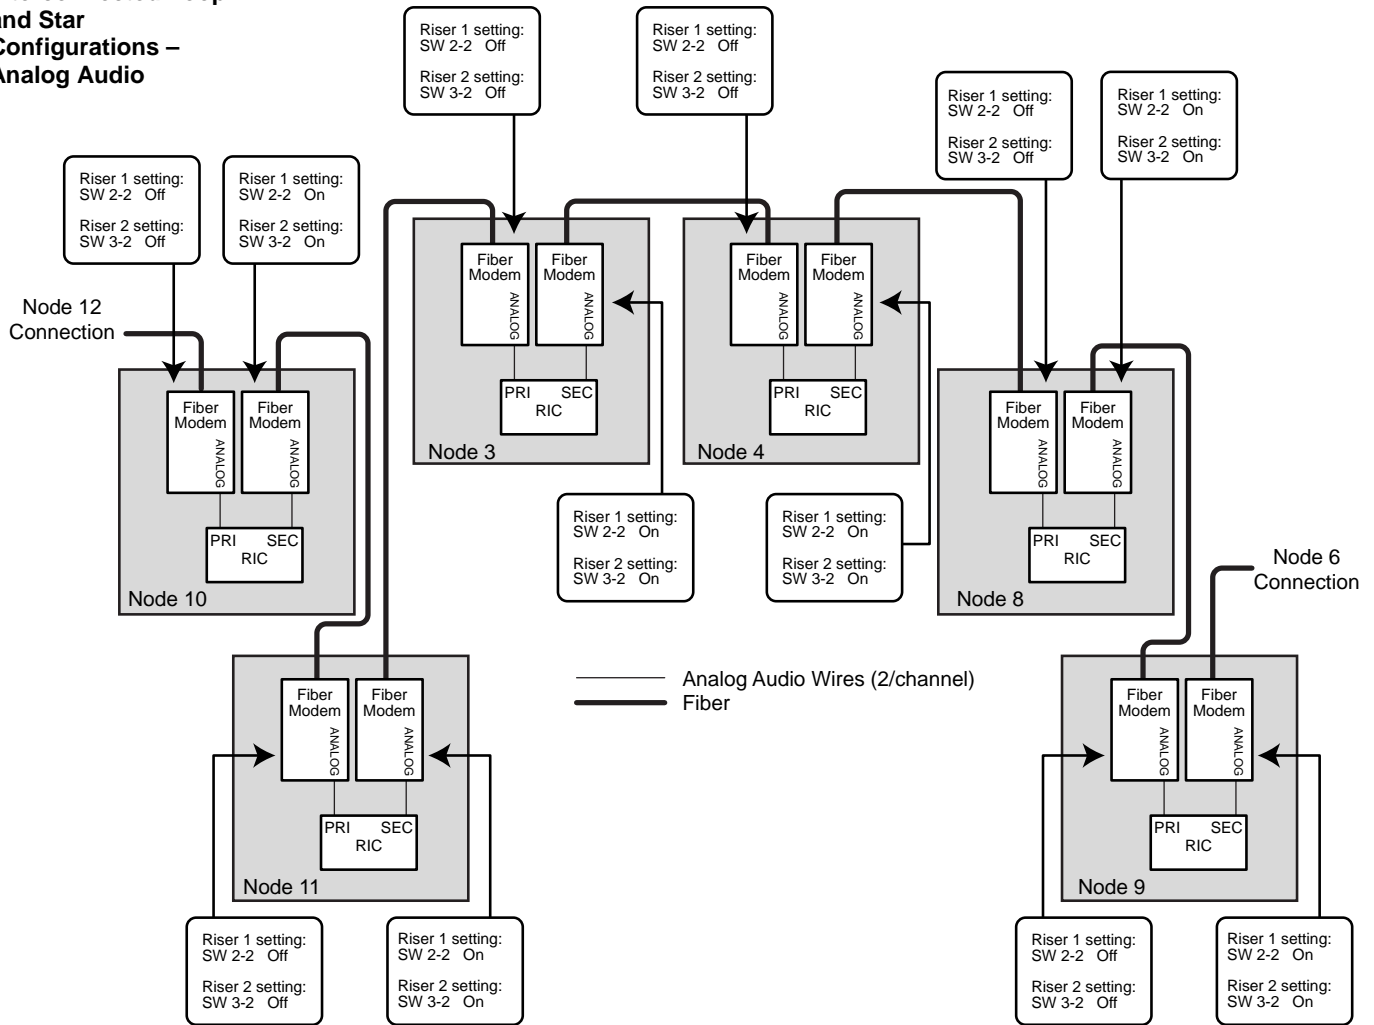 and Star
Configurations –
Analog Audio
Riser 1 setting:
SW 2-2 Off
Riser 2 setting:
SW 3-2 Off
Riser 1 setting:
SW 2-2 Off
Riser 2 setting:
SW 3-2 Off
Riser 1 setting:
SW 2-2 Off
Riser 2 setting:
SW 3-2 Off
Riser 1 setting:
SW 2-2 On
Riser 2 setting:
SW 3-2 On
Riser 1 setting:
SW 2-2 Off
Riser 2 setting:
SW 3-2 Off
Riser 1 setting:
SW 2-2 On
Riser 2 setting:
SW 3-2 On
Node 12
Connection
Fiber
Modem
ANALOG
Fiber
Modem
ANALOG
PRI SEC
RIC
Node 3
Fiber
Modem
ANALOG
Fiber
Modem
ANALOG
PRI SEC
RIC
Node 4
Fiber
Modem
ANALOG
Fiber
Modem
ANALOG
PRI SEC
RIC
Node 10
Fiber
Modem
ANALOG
Fiber
Modem
ANALOG
PRI SEC
RIC
Node 8
Riser 1 setting:
SW 2-2 On
Riser 2 setting:
SW 3-2 On
Riser 1 setting:
SW 2-2 On
Riser 2 setting:
SW 3-2 On
Node 6
Connection
Analog Audio Wires (2/channel)
Fiber
Fiber
Modem
ANALOG
Fiber
Modem
ANALOG
PRI SEC
RIC
Node 11
Fiber
Modem
ANALOG
Fiber
Modem
ANALOG
PRI SEC
RIC
Node 9
Riser 1 setting:
SW 2-2 Off
Riser 2 setting:
SW 3-2 Off
Riser 1 setting:
SW 2-2 On
Riser 2 setting:
SW 3-2 On
Riser 1 setting:
SW 2-2 Off
Riser 2 setting:
SW 3-2 Off
Riser 1 setting:
SW 2-2 On
Riser 2 setting:
SW 3-2 On